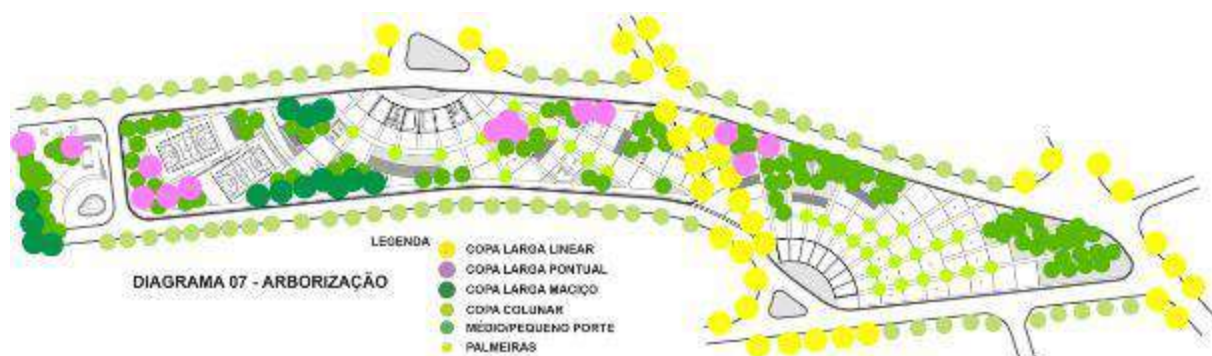 LEGENDA
COPA LARGA LINEAR
COPA LARGA PONTUAL
DIAGRAMA 07 - ARBORIZAÇÃO
COPA LARGA MACIÇO
COPA COLUNAR
MÉDIO/PEQUENO PORTE
PALMEIRAS